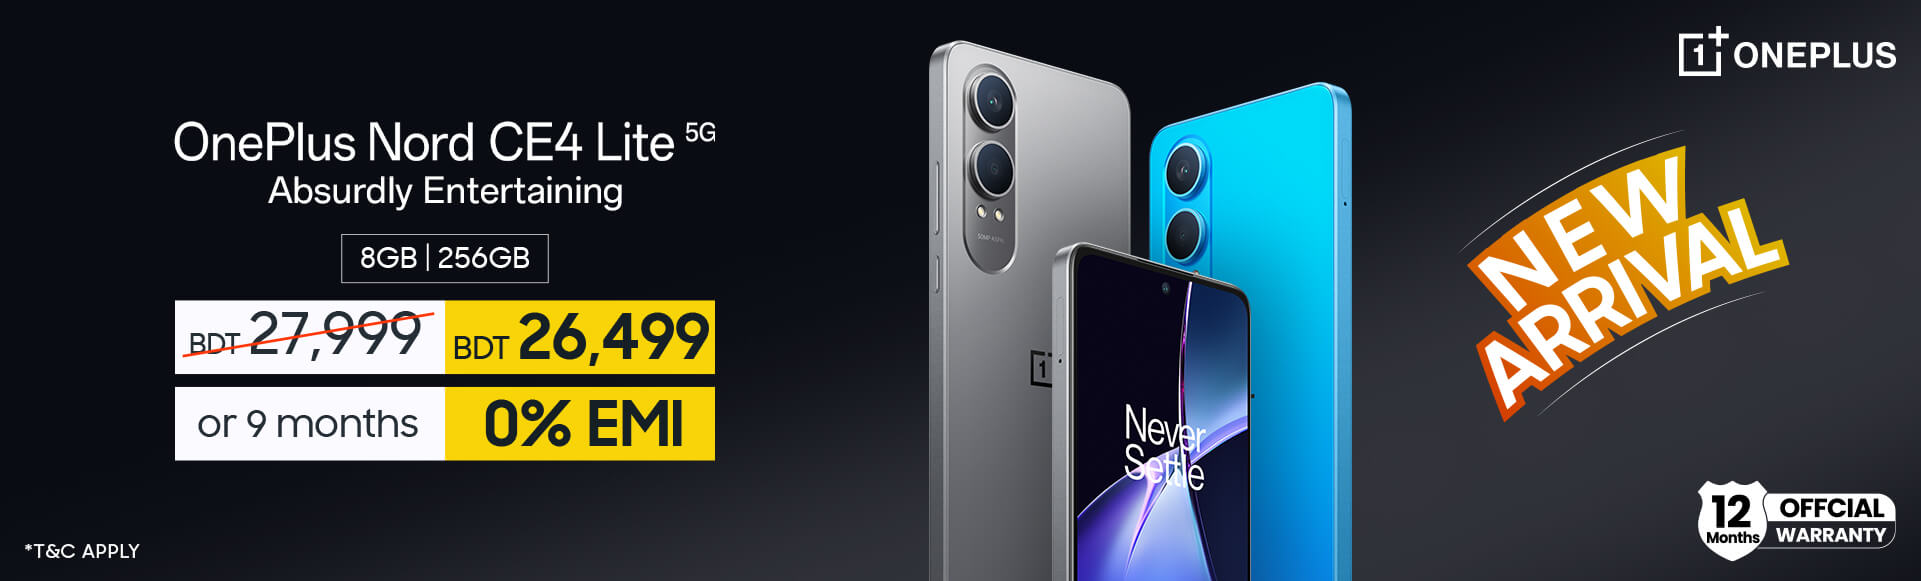 OnePlus Nord CE4 Lite 5G
Absurdly Entertaining
8GB | 256GB
BDT 27,999
BDT 26,499
or 9 months
0% EMI
*T&C APPLY
Never
Settle
1+ ONEPLUS
NEW
ARRIVAL
12
Months
OFFCIAL
WARRANTY